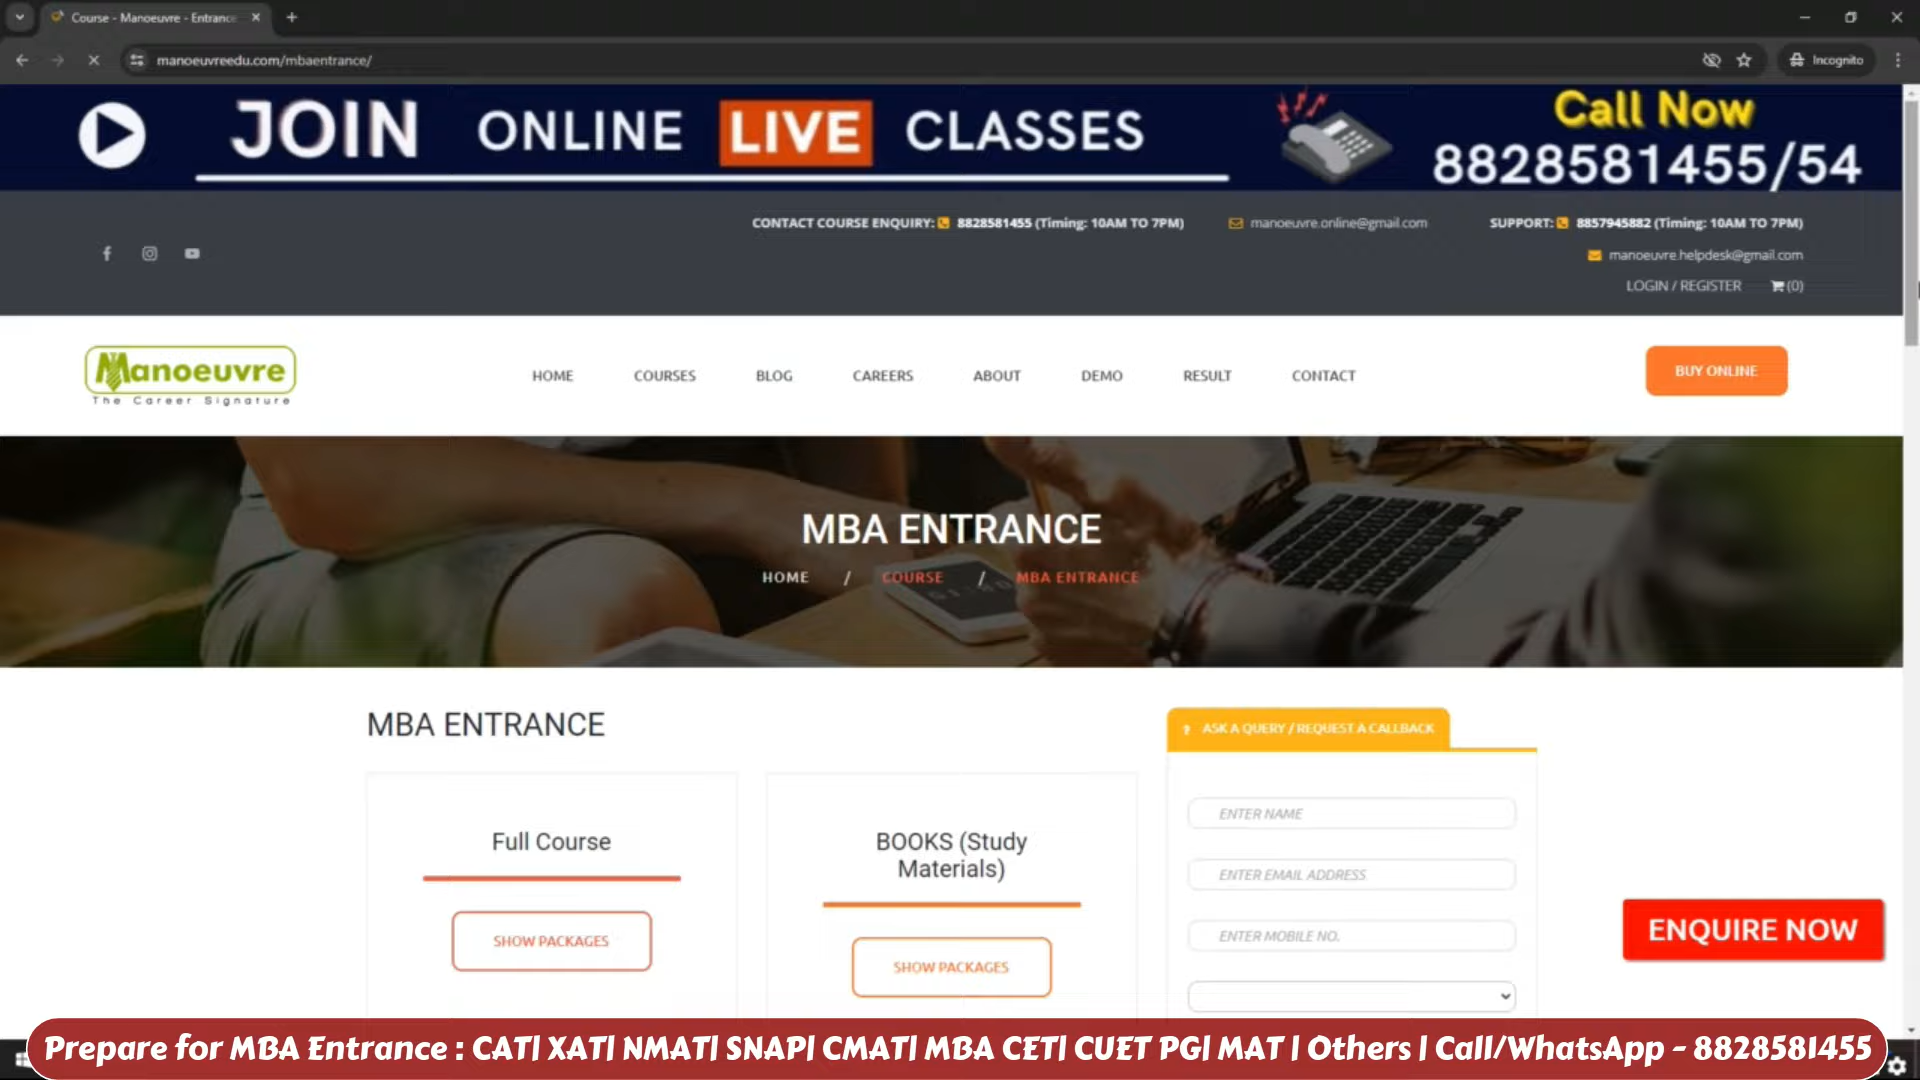 Course - Manoeuvre - Entrance
manoeuvreedu.com/mbaentrance/
Incognito
JOIN ONLINE LIVE CLASSES
Call Now
8828581455/54
CONTACT COURSE ENQUIRY: 8828581455 (Timing: 10AM TO 7PM)
manoeuvre.online@gmail.com
SUPPORT: 8857945882 (Timing: 10AM TO 7PM)
manoeuvre.helpdesk@gmail.com
LOGIN / REGISTER
(0)
Manoeuvre
The Career Signature
HOME
COURSES
BLOG
CAREERS
ABOUT
DEMO
RESULT
CONTACT
BUY ONLINE
MBA ENTRANCE
HOME / COURSE / MBA ENTRANCE
MBA ENTRANCE
Full Course
SHOW PACKAGES
BOOKS (Study
Materials)
SHOW PACKAGES
? ASK A QUERY / REQUEST A CALLBACK
ENTER NAME
ENTER EMAIL ADDRESS
ENTER MOBILE NO.
ENQUIRE NOW
Prepare for MBA Entrance : CAT| XAT| NMAT| SNAP| CMAT| MBA CET| CUET PG| MAT | Others | Call/WhatsApp - 8828581455